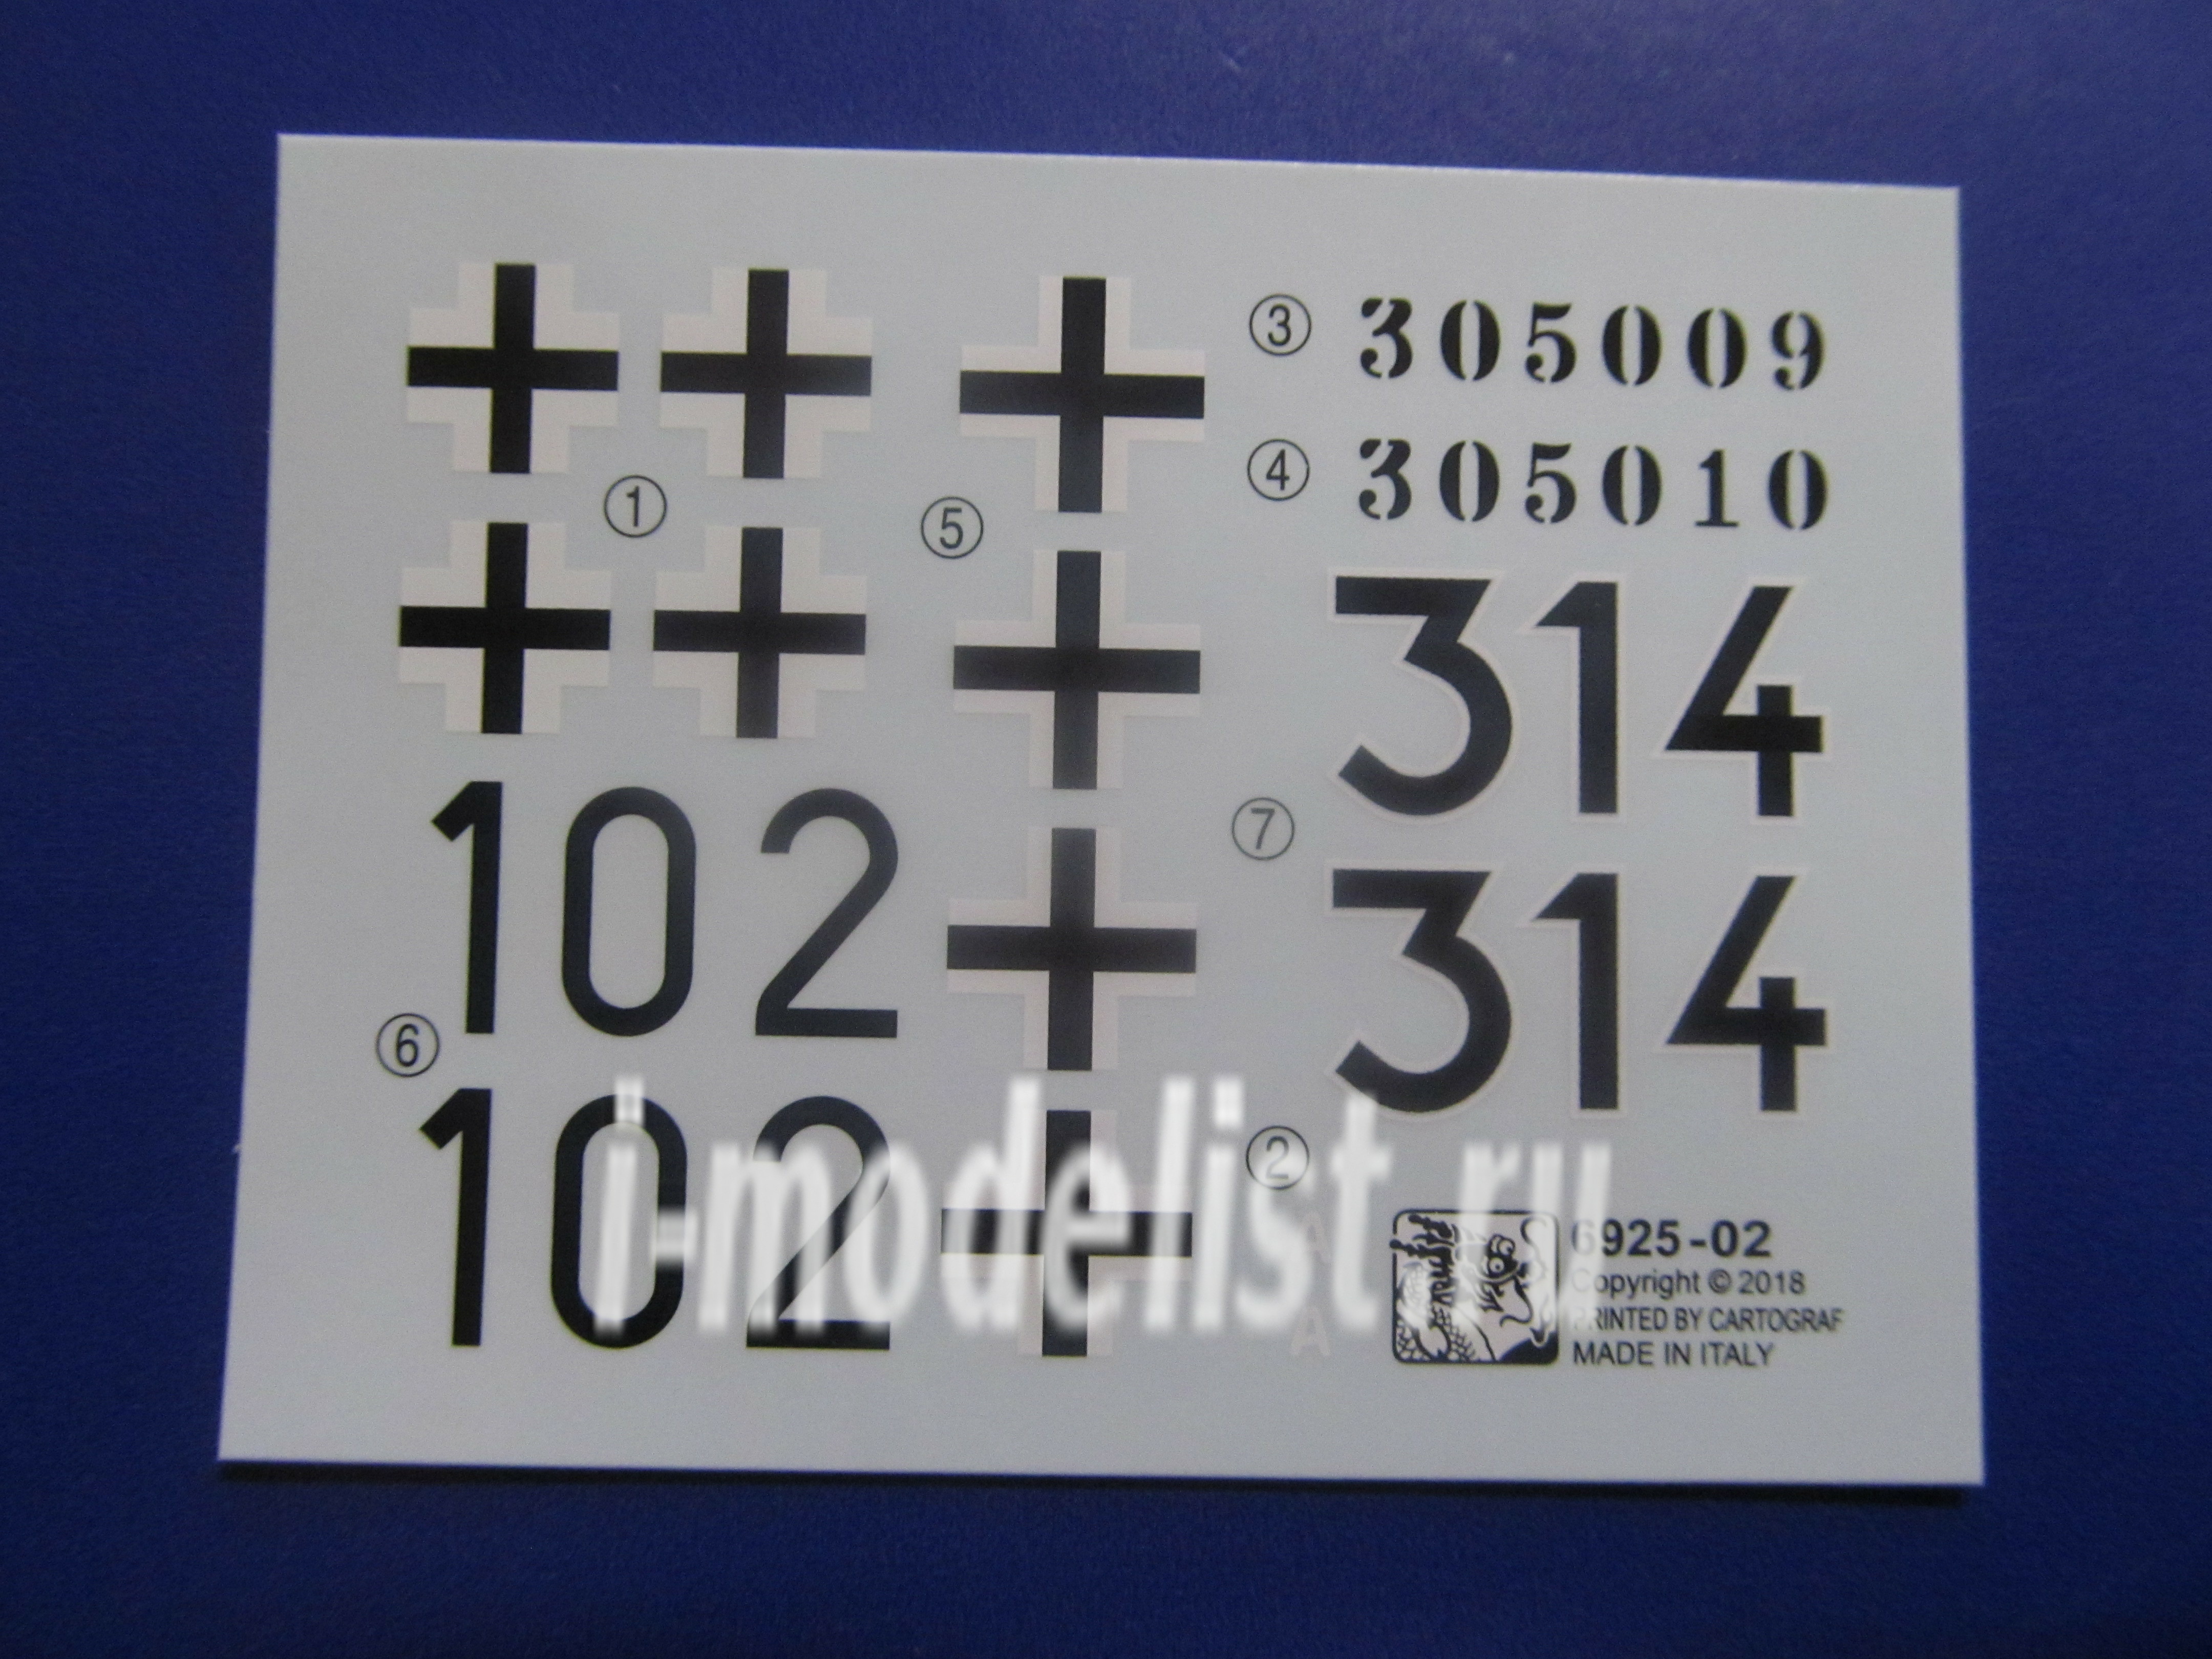 ③ 305009
① ⑤
④ 305010
314
102
⑦
314
⑥
102
②
A
A
6925-02
Copyright © 2018
PRINTED BY CARTOGRAF
MADE IN ITALY
i-modelist.ru